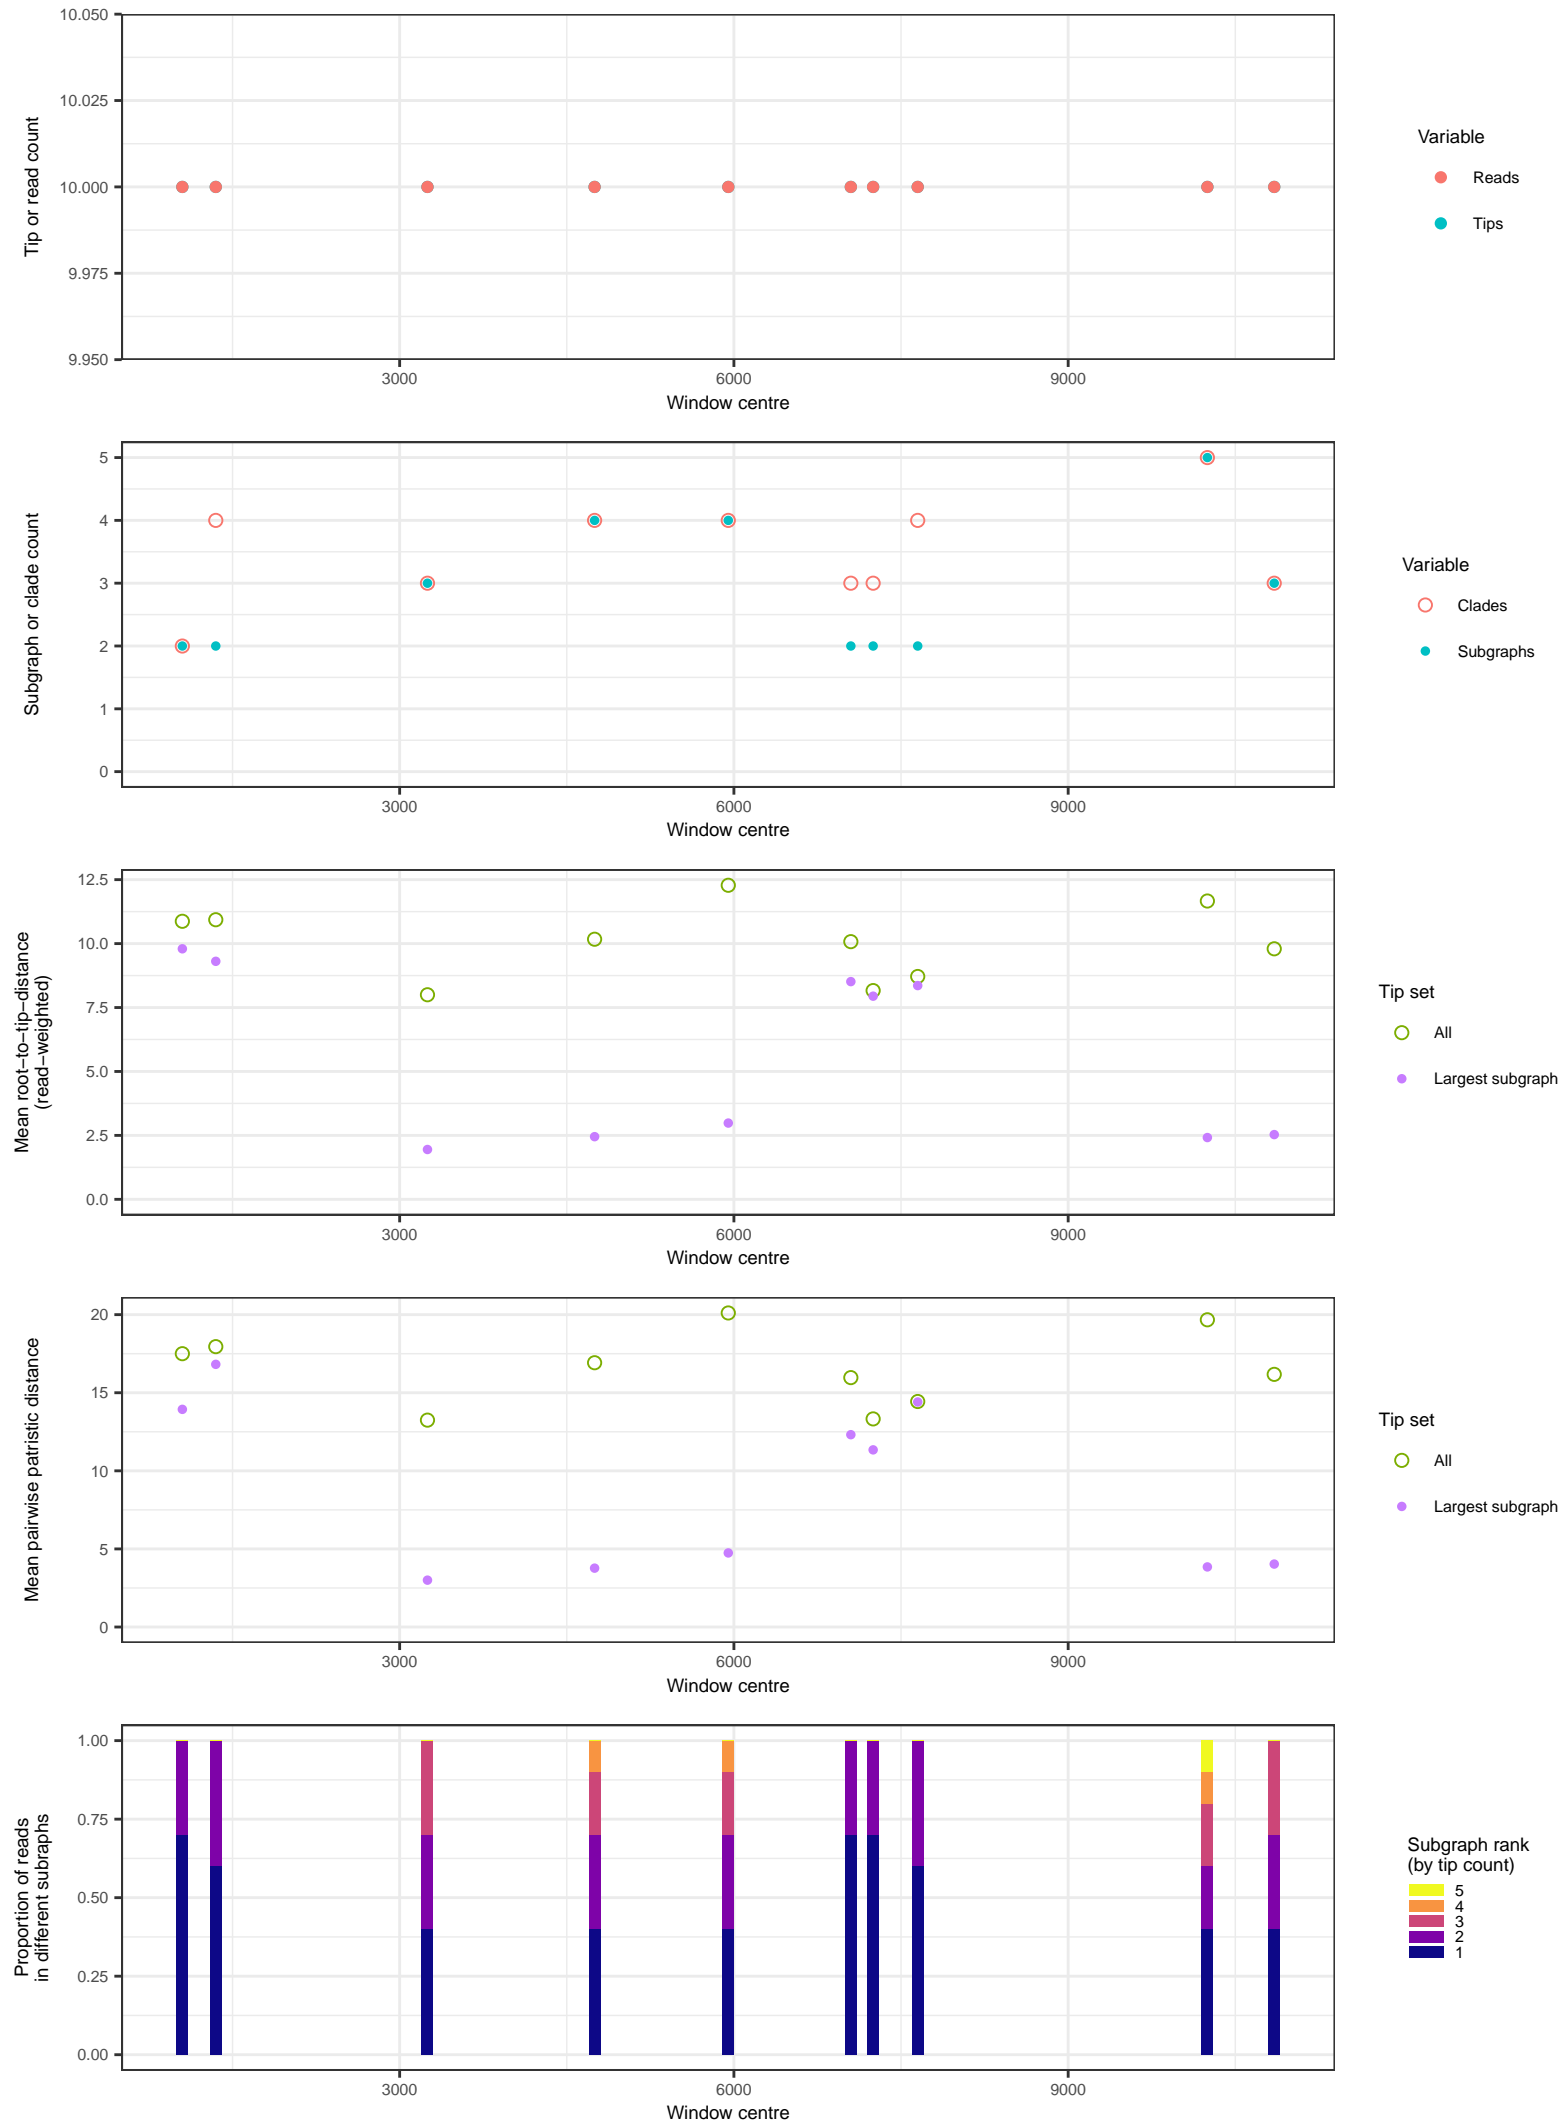 10.050
10.025
10.000
9.975
9.950
Tip or read count
3000
6000
9000
Window centre
Variable
Reads
Tips
5
4
3
2
1
0
Subgraph or clade count
3000
6000
9000
Window centre
Variable
Clades
Subgraphs
12.5
10.0
7.5
5.0
2.5
0.0
Mean root−to−tip−distance
(read−weighted)
3000
6000
9000
Window centre
Tip set
All
Largest subgraph
20
15
10
5
0
Mean pairwise patristic distance
3000
6000
9000
Window centre
Tip set
All
Largest subgraph
1.00
0.75
0.50
0.25
0.00
Proportion of reads
in different subraphs
3000
6000
9000
Window centre
Subgraph rank
(by tip count)
5
4
3
2
1